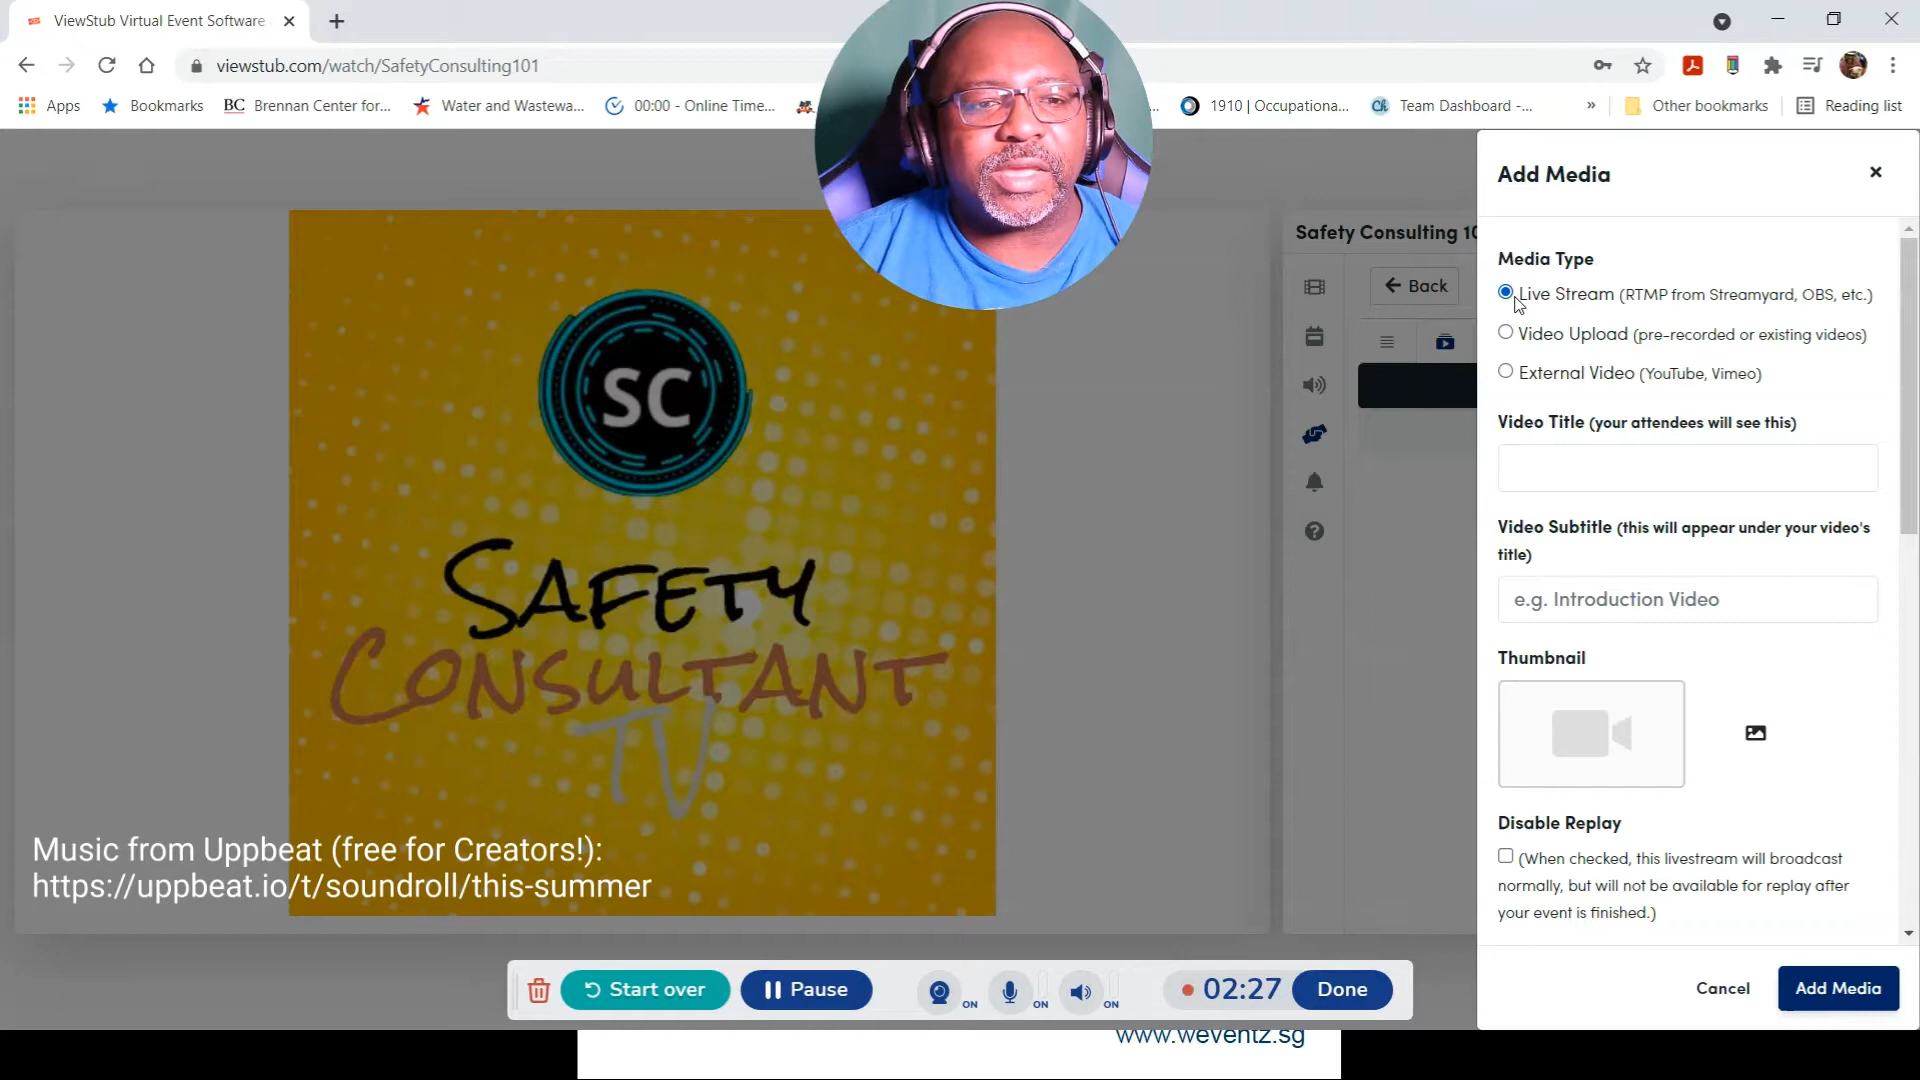 ViewStub Virtual Event Software
viewstub.com/watch/SafetyConsulting101
Apps
Bookmarks
BC Brennan Center for...
Water and Wastewa...
00:00 - Online Time...
1910 | Occupationa...
Ch Team Dashboard -...
»
Other bookmarks
Reading list
Add Media
Safety Consulting 10
Back
Media Type
Live Stream (RTMP from Streamyard, OBS, etc.)
Video Upload (pre-recorded or existing videos)
External Video (YouTube, Vimeo)
Video Title (your attendees will see this)
Video Subtitle (this will appear under your video's
title)
e.g. Introduction Video
Thumbnail
Disable Replay
(When checked, this livestream will broadcast
normally, but will not be available for replay after
your event is finished.)
Cancel
Add Media
SC
Safety
Consultant
TV
Music from Uppbeat (free for Creators!):
https://uppbeat.io/t/soundroll/this-summer
Start over
Pause
ON
ON
ON
02:27
Done
www.weventz.sg